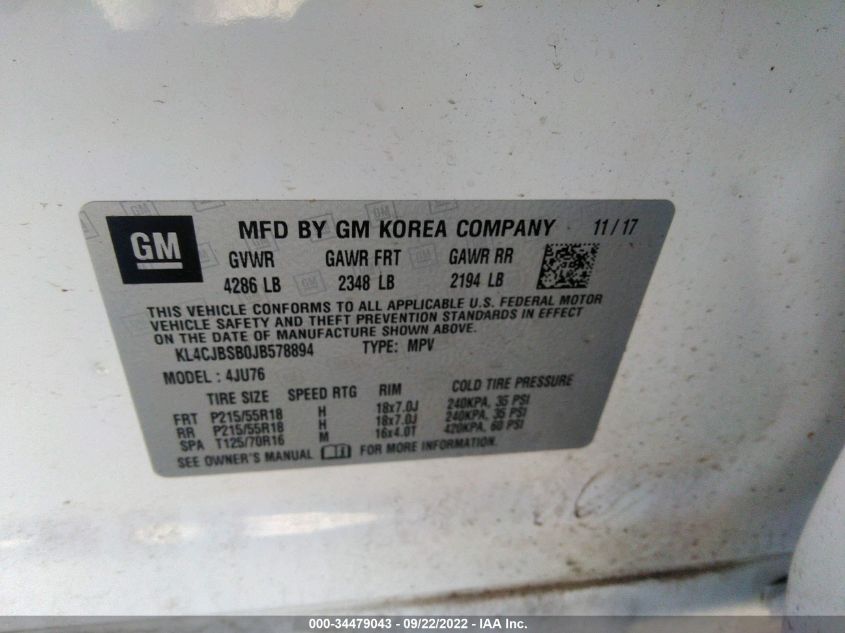 GM MFD BY GM KOREA COMPANY 11/17
GVWR GAWR FRT GAWR RR
4286 LB 2348 LB 2194 LB
THIS VEHICLE CONFORMS TO ALL APPLICABLE U.S. FEDERAL MOTOR
VEHICLE SAFETY AND THEFT PREVENTION STANDARDS IN EFFECT
ON THE DATE OF MANUFACTURE SHOWN ABOVE.
KL4CJBSB0JB578894 TYPE: MPV
MODEL : 4JU76
TIRE SIZE SPEED RTG RIM COLD TIRE PRESSURE
FRT P215/55R18 H 18x7.0J 240KPA, 35 PSI
RR P215/55R18 H 18x7.0J 240KPA, 35 PSI
SPA T125/70R16 M 16x4.0T 420KPA, 60 PSI
SEE OWNER'S MANUAL FOR MORE INFORMATION.
000-34479043 - 09/22/2022 - IAA Inc.